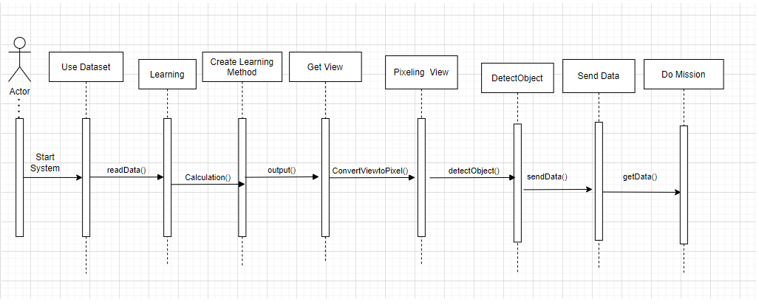 Actor
Use Dataset
Learning
Create Learning
Method
Get View
Pixeling View
DetectObject
Send Data
Do Mission
Start
System
readData()
Calculation()
output()
ConvertViewtoPixel()
detectObject()
sendData()
getData()